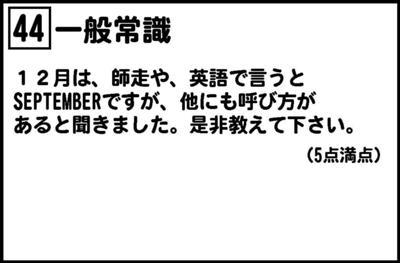 44 一般常識
12月は、師走や、英語で言うと
SEPTEMBERですが、他にも呼び方が
あると聞きました。是非教えて下さい。
(5点満点)